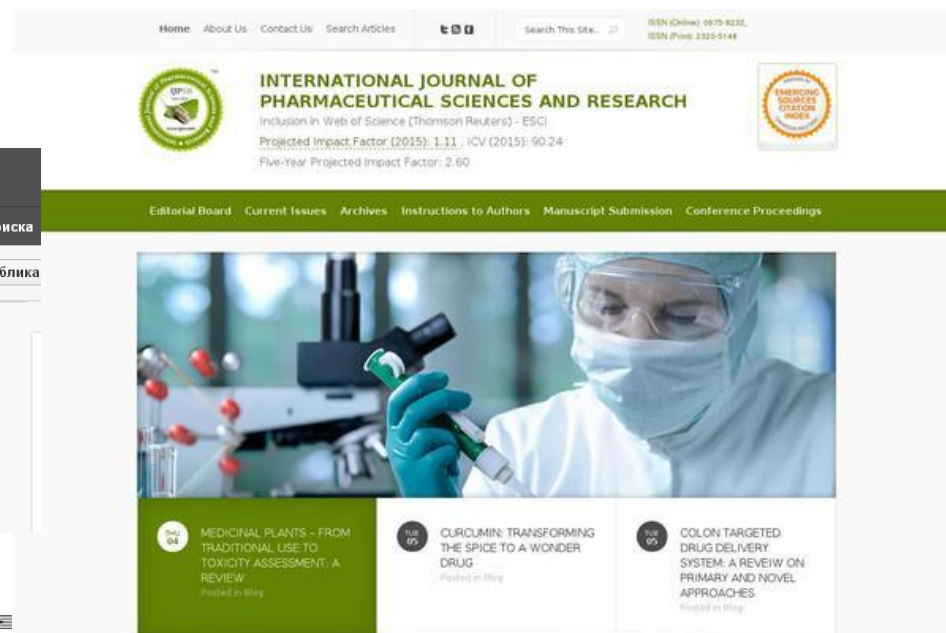 Home About Us Contact Us Search Articles
Search This Site...
ISSN (Online): 0975-8232,
ISSN (Print): 2320-5148
INTERNATIONAL JOURNAL OF
PHARMACEUTICAL SCIENCES AND RESEARCH
Inclusion in Web of Science (Thomson Reuters) - ESCI
Projected Impact Factor (2015): 1.11 , ICV (2015): 90.24
Five-Year Projected Impact Factor: 2.60
IJPSR
EMERGING
SOURCES
CITATION
INDEX
THOMSON REUTERS
иска
блика
Editorial Board Current Issues Archives Instructions to Authors Manuscript Submission Conference Proceedings
THU
04
MEDICINAL PLANTS – FROM
TRADITIONAL USE TO
TOXICITY ASSESSMENT: A
REVIEW
Posted in Blog
TUE
05
CURCUMIN: TRANSFORMING
THE SPICE TO A WONDER
DRUG
Posted in Blog
TUE
05
COLON TARGETED
DRUG DELIVERY
SYSTEM: A REVEIW ON
PRIMARY AND NOVEL
APPROACHES
Posted in Blog